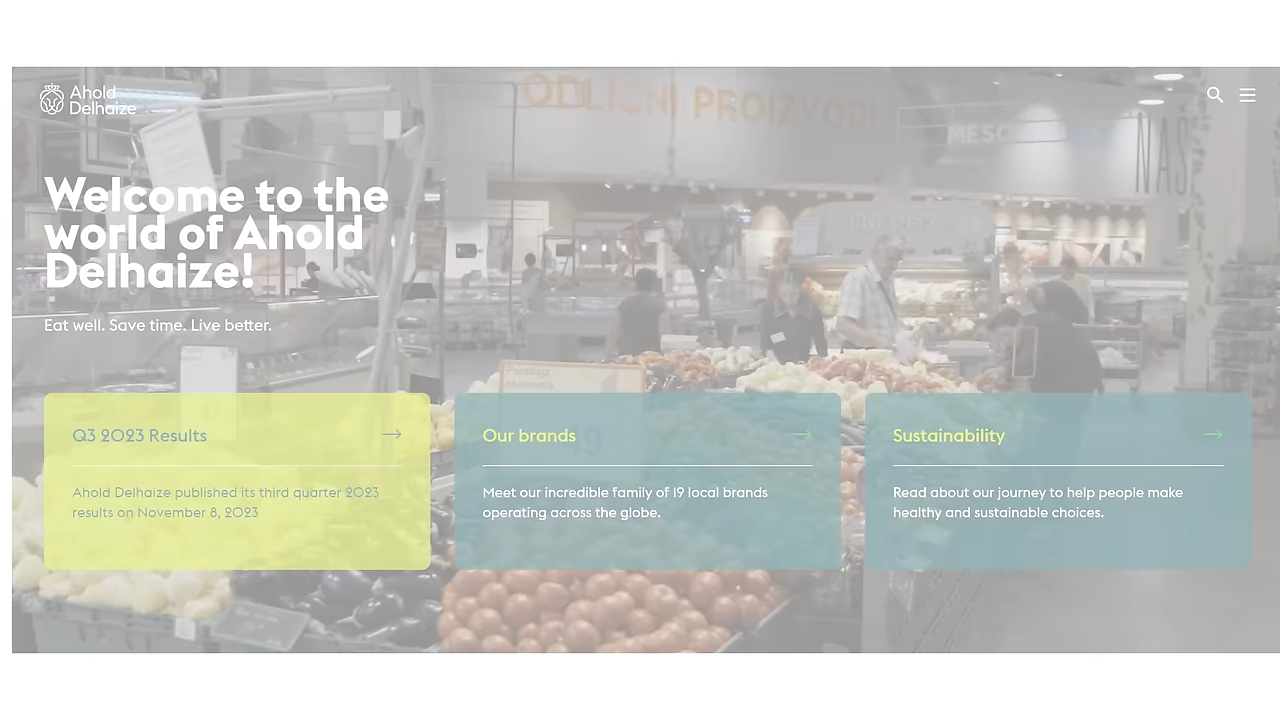 Ahold
Delhaize
ODLIČNI PROIZVODI
MESO
NAS
Welcome to the
world of Ahold
Delhaize!
Eat well. Save time. Live better.
Q3 2023 Results
Ahold Delhaize published its third quarter 2023
results on November 8, 2023
Our brands
Meet our incredible family of 19 local brands
operating across the globe.
Sustainability
Read about our journey to help people make
healthy and sustainable choices.